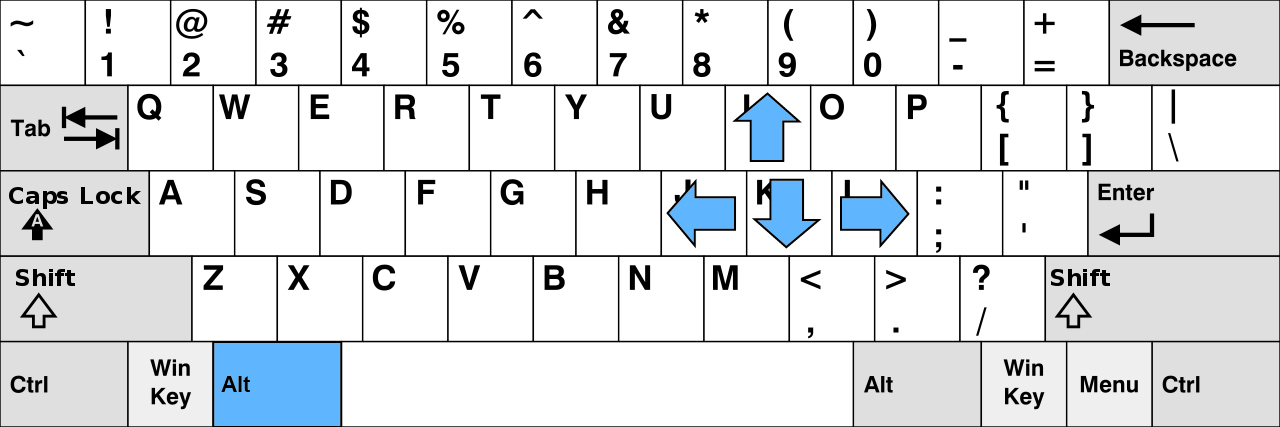 ~ ! @ # $ % ^ & * ( ) _ +
` 1 2 3 4 5 6 7 8 9 0 - = Backspace
Tab Q W E R T Y U I O P { } |
[ ] \
Caps Lock A S D F G H J K L : " Enter
A ; '
Shift Z X C V B N M < > ? Shift
, . /
Ctrl Win Key Alt Alt Win Key Menu Ctrl